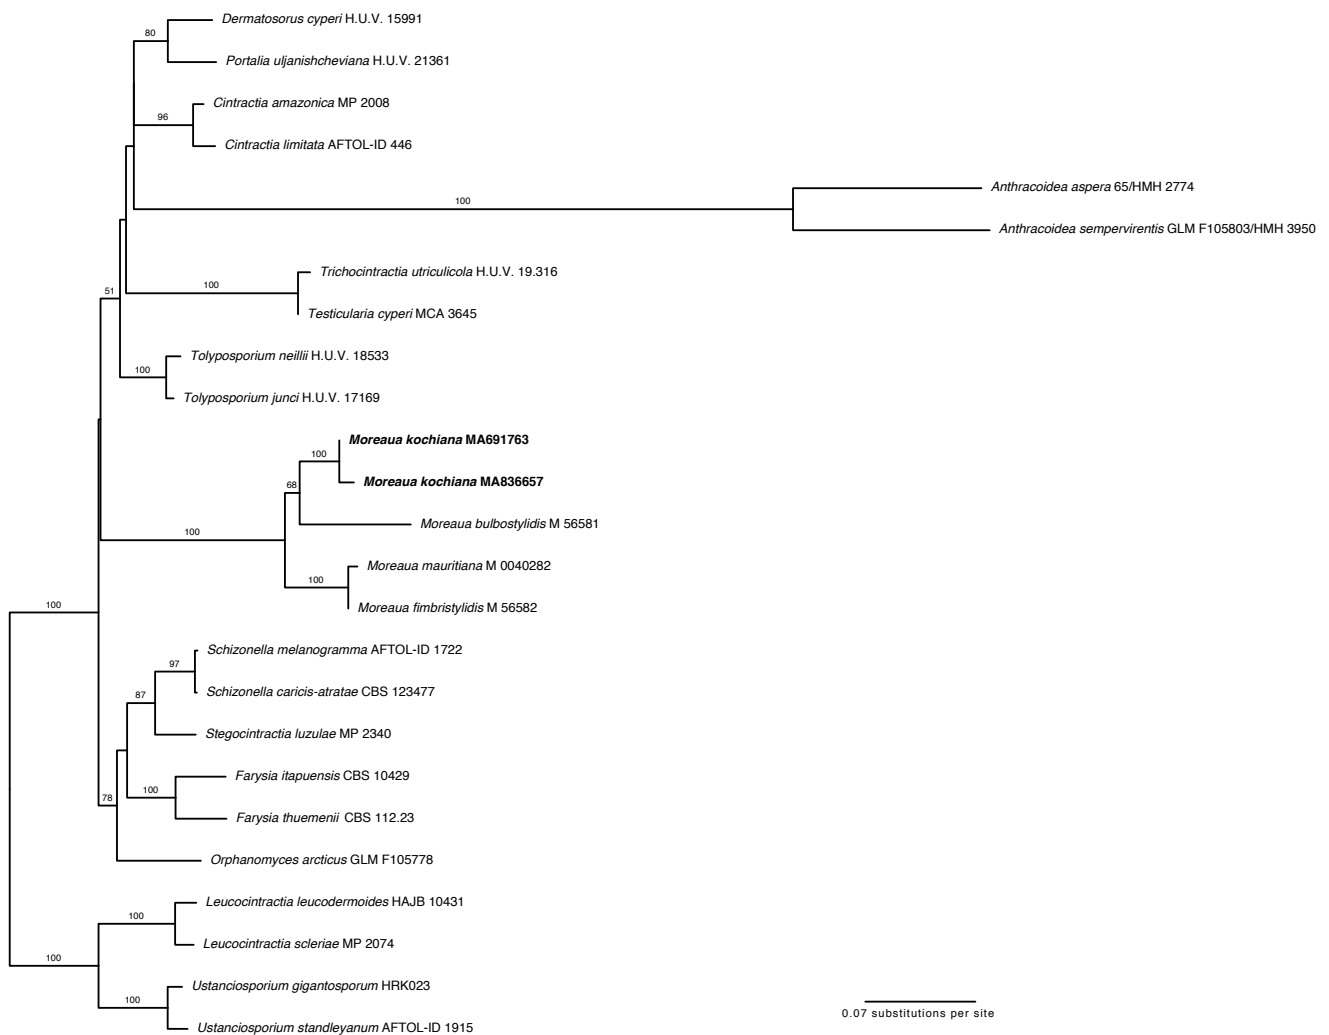 Dermatosorus cyperi H.U.V. 15991
80
Portalia uljanishcheviana H.U.V. 21361
Cintractia amazonica MP 2008
96
Cintractia limitata AFTOL-ID 446
Anthracoidea aspera 65/HMH 2774
100
Anthracoidea sempervirentis GLM F105803/HMH 3950
Trichocintractia utriculicola H.U.V. 19.316
100
51
Testicularia cyperi MCA 3645
Tolyposporium neillii H.U.V. 18533
100
Tolyposporium junci H.U.V. 17169
Moreaua kochiana MA691763
100
Moreaua kochiana MA836657
68
Moreaua bulbostylidis M 56581
100
Moreaua mauritiana M 0040282
100
Moreaua fimbristylidis M 56582
100
Schizonella melanogramma AFTOL-ID 1722
97
Schizonella caricis-atratae CBS 123477
87
Stegocintractia luzulae MP 2340
Farysia itapuensis CBS 10429
100
78
Farysia thuemenii CBS 112.23
Orphanomyces arcticus GLM F105778
Leucocintractia leucodermoides HAJB 10431
100
Leucocintractia scleriae MP 2074
100
Ustanciosporium gigantosporum HRK023
100
0.07 substitutions per site
Ustanciosporium standleyanum AFTOL-ID 1915